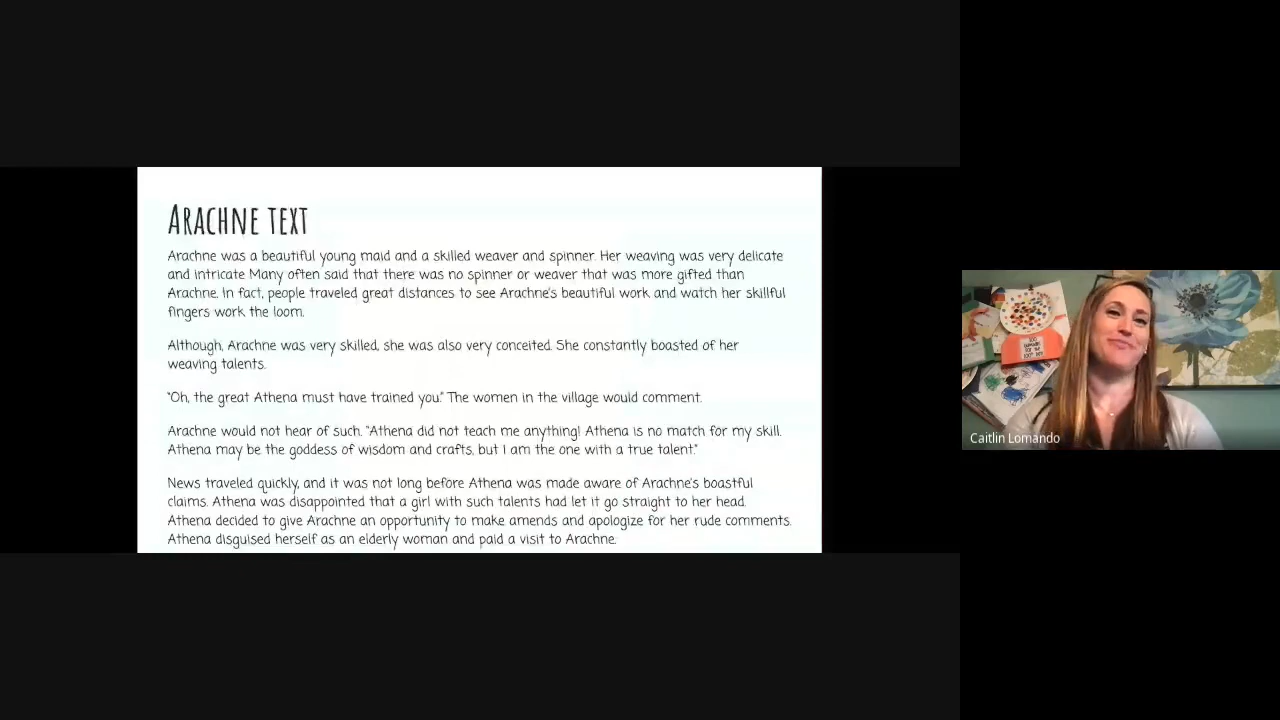 ARACHNE TEXT
Arachne was a beautiful young maid and a skilled weaver and spinner. Her weaving was very delicate
and intricate Many often said that there was no spinner or weaver that was more gifted than
Arachne. In fact, people traveled great distances to see Arachne's beautiful work and watch her skillful
fingers work the loom.
Although, Arachne was very skilled, she was also very conceited. She constantly boasted of her
weaving talents.
"Oh, the great Athena must have trained you." The women in the village would comment.
Arachne would not hear of such. "Athena did not teach me anything! Athena is no match for my skill.
Athena may be the goddess of wisdom and crafts, but I am the one with a true talent."
News traveled quickly, and it was not long before Athena was made aware of Arachne's boastful
claims. Athena was disappointed that a girl with such talents had let it go straight to her head.
Athena decided to give Arachne an opportunity to make amends and apologize for her rude comments.
Athena disguised herself as an elderly woman and paid a visit to Arachne.
Caitlin Lomando